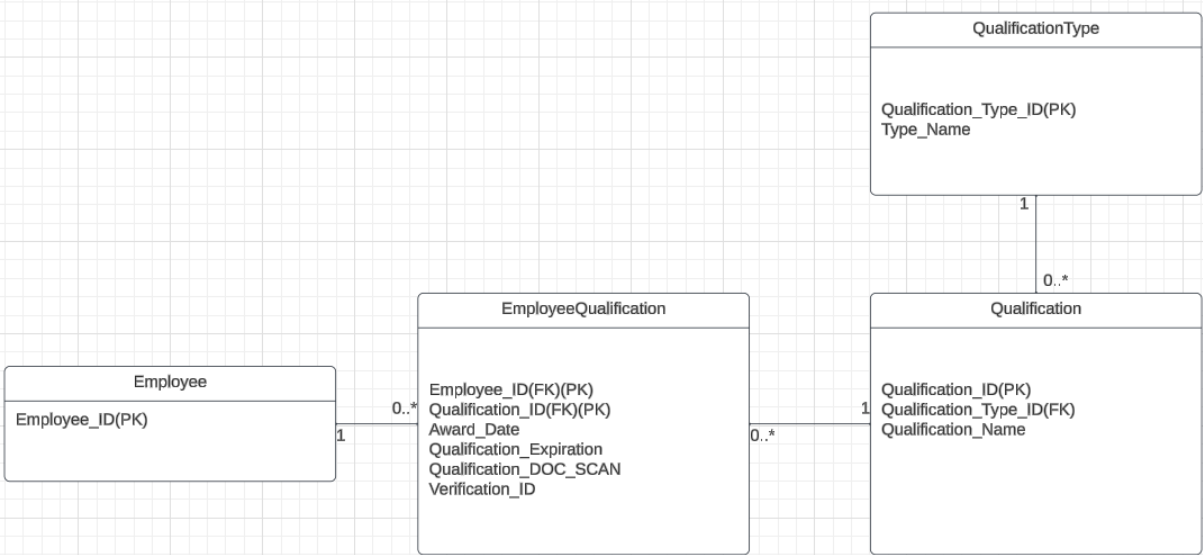 QualificationType
Qualification_Type_ID(PK)
Type_Name
1
0..*
EmployeeQualification
Employee_ID(FK)(PK)
Qualification_ID(FK)(PK)
Award_Date
Qualification_Expiration
Qualification_DOC_SCAN
Verification_ID
Qualification
Qualification_ID(PK)
Qualification_Type_ID(FK)
Qualification_Name
Employee
Employee_ID(PK)
0..*
1
1
0..*